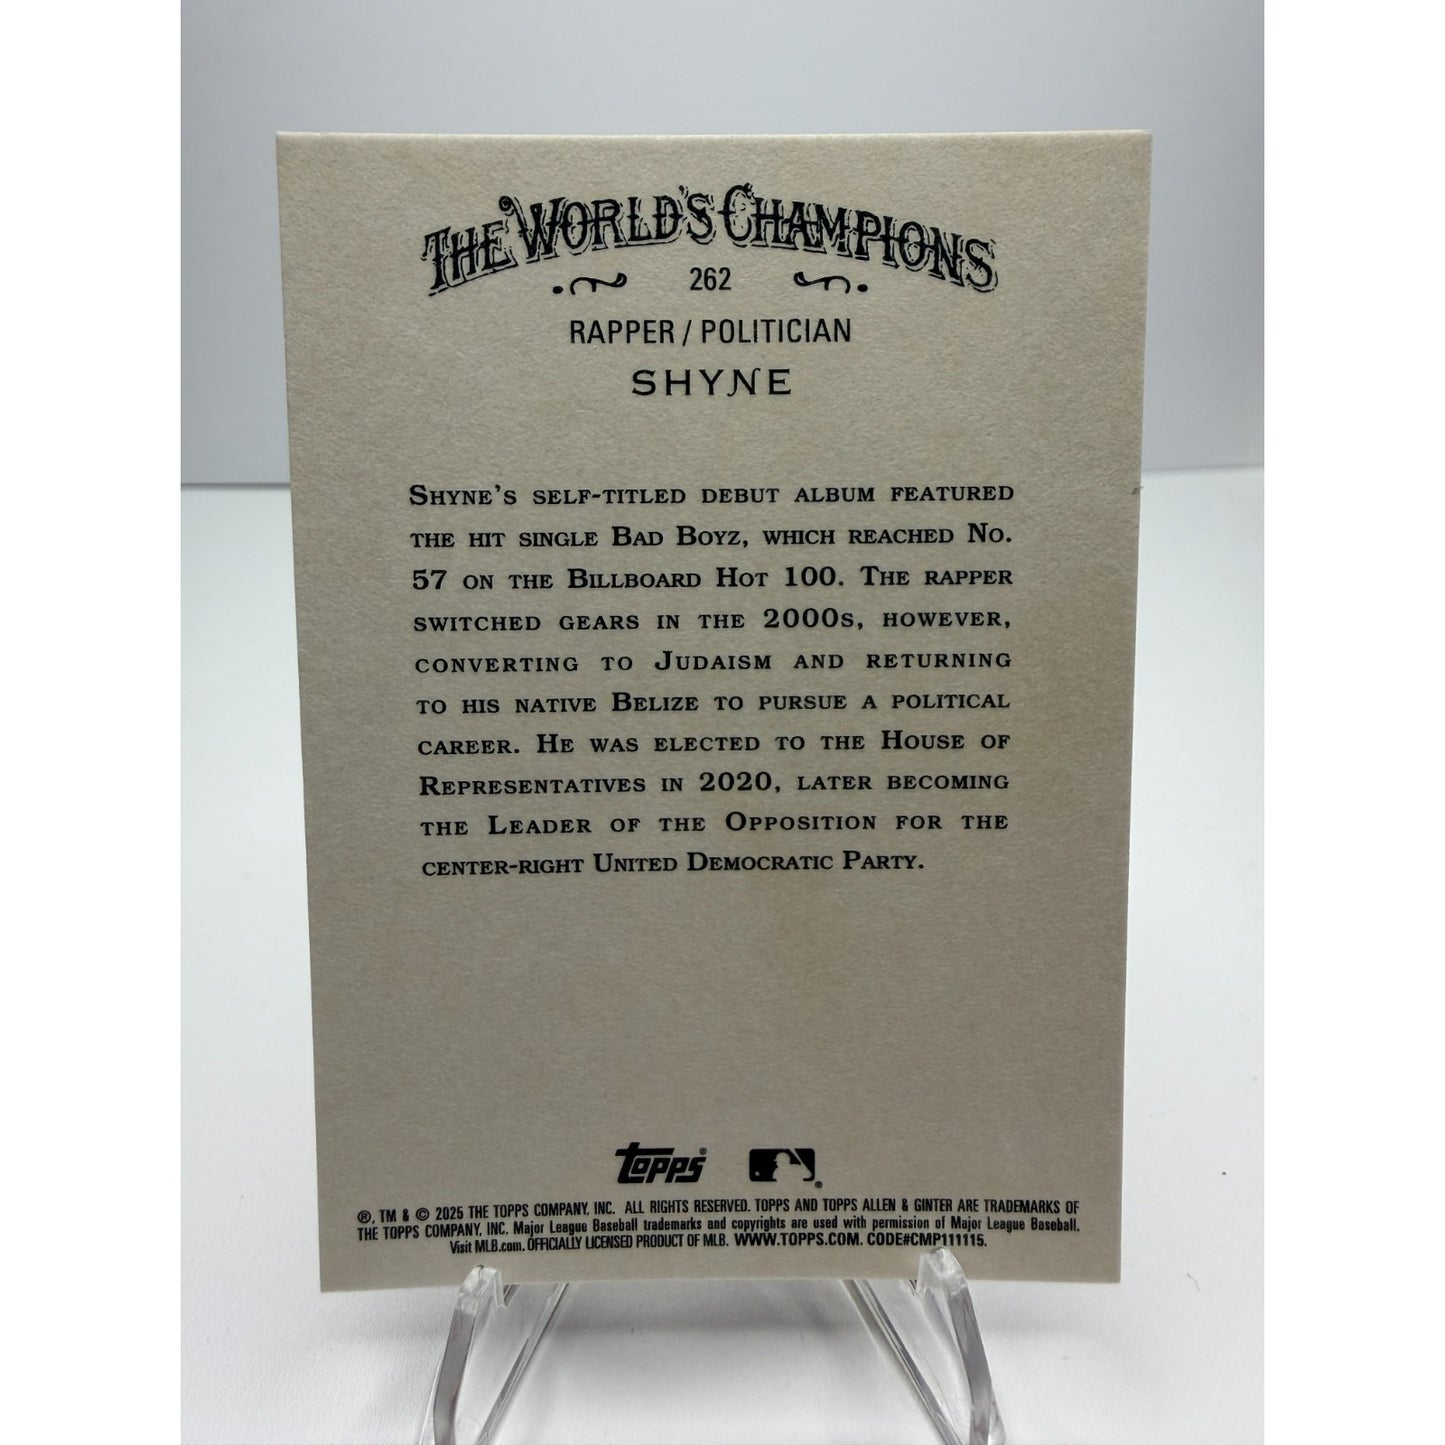 THE WORLD'S CHAMPIONS
262
RAPPER / POLITICIAN
SHYNE
SHYNE'S SELF-TITLED DEBUT ALBUM FEATURED
THE HIT SINGLE BAD BOYZ, WHICH REACHED NO.
57 ON THE BILLBOARD HOT 100. THE RAPPER
SWITCHED GEARS IN THE 2000S, HOWEVER,
CONVERTING TO JUDAISM AND RETURNING
TO HIS NATIVE BELIZE TO PURSUE A POLITICAL
CAREER. HE WAS ELECTED TO THE HOUSE OF
REPRESENTATIVES IN 2020, LATER BECOMING
THE LEADER OF THE OPPOSITION FOR THE
CENTER-RIGHT UNITED DEMOCRATIC PARTY.
Topps®
®, TM & © 2025 THE TOPPS COMPANY, INC. ALL RIGHTS RESERVED. TOPPS AND TOPPS ALLEN & GINTER ARE TRADEMARKS OF
THE TOPPS COMPANY, INC. Major League Baseball trademarks and copyrights are used with permission of Major League Baseball.
Visit MLB.com. OFFICIALLY LICENSED PRODUCT OF MLB. WWW.TOPPS.COM. CODE#CMP111115.